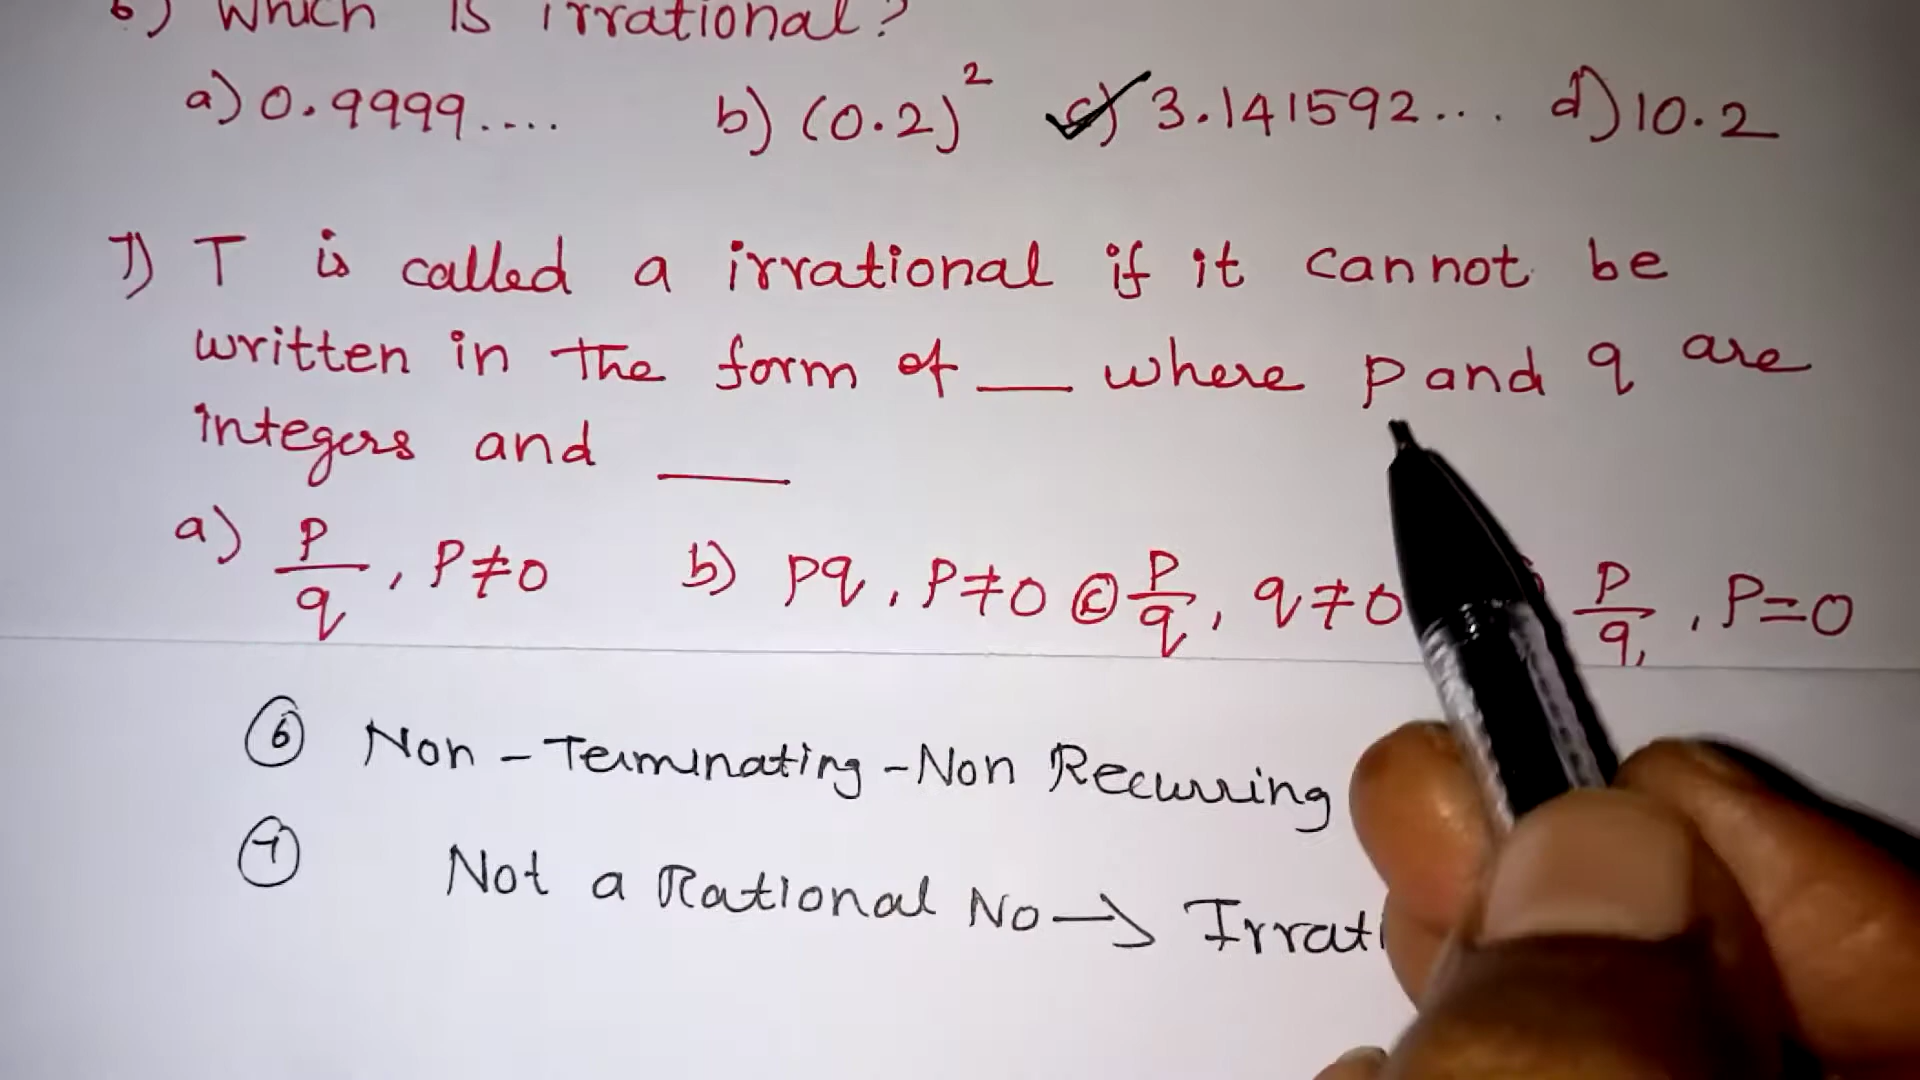 6) Which is irrational?
a) 0.9999.... b) (0.2)² c) 3.141592... d) 10.2
7) T is called a irrational if it cannot be
written in the form of ___ where p and q are
integers and ___
a) p/q, P≠0 b) pq, P≠0 c) p/q, q≠0 p/q, P=0
6 Non-Terminating-Non Recurring
7 Not a Rational No→ Irrati